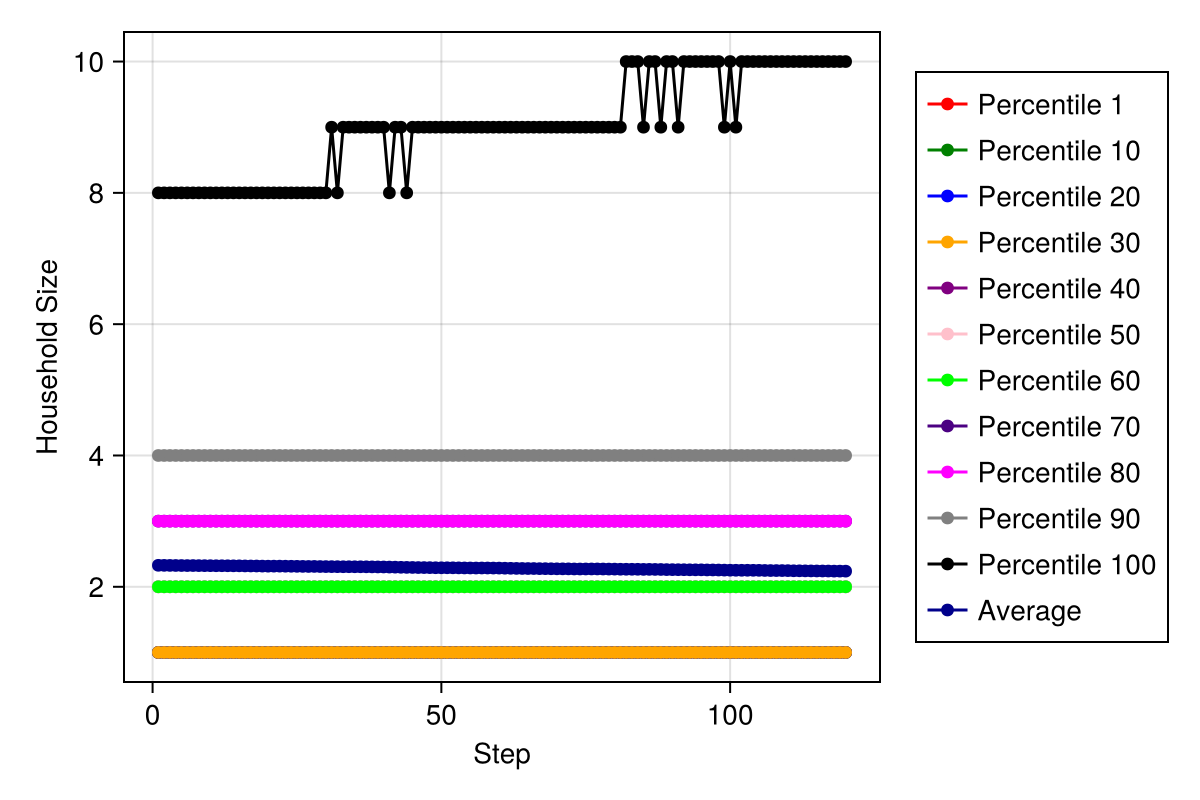 10
8
6
4
2
Household Size
0
50
100
Step
Percentile 1
Percentile 10
Percentile 20
Percentile 30
Percentile 40
Percentile 50
Percentile 60
Percentile 70
Percentile 80
Percentile 90
Percentile 100
Average